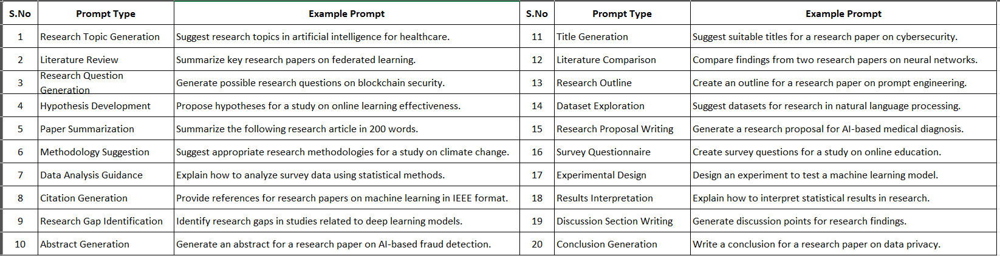 S.No Prompt Type Example Prompt S.No Prompt Type Example Prompt
1 Research Topic Generation Suggest research topics in artificial intelligence for healthcare. 11 Title Generation Suggest suitable titles for a research paper on cybersecurity.
2 Literature Review Summarize key research papers on federated learning. 12 Literature Comparison Compare findings from two research papers on neural networks.
3 Research Question Generation Generate possible research questions on blockchain security. 13 Research Outline Create an outline for a research paper on prompt engineering.
4 Hypothesis Development Propose hypotheses for a study on online learning effectiveness. 14 Dataset Exploration Suggest datasets for research in natural language processing.
5 Paper Summarization Summarize the following research article in 200 words. 15 Research Proposal Writing Generate a research proposal for AI-based medical diagnosis.
6 Methodology Suggestion Suggest appropriate research methodologies for a study on climate change. 16 Survey Questionnaire Create survey questions for a study on online education.
7 Data Analysis Guidance Explain how to analyze survey data using statistical methods. 17 Experimental Design Design an experiment to test a machine learning model.
8 Citation Generation Provide references for research papers on machine learning in IEEE format. 18 Results Interpretation Explain how to interpret statistical results in research.
9 Research Gap Identification Identify research gaps in studies related to deep learning models. 19 Discussion Section Writing Generate discussion points for research findings.
10 Abstract Generation Generate an abstract for a research paper on AI-based fraud detection. 20 Conclusion Generation Write a conclusion for a research paper on data privacy.